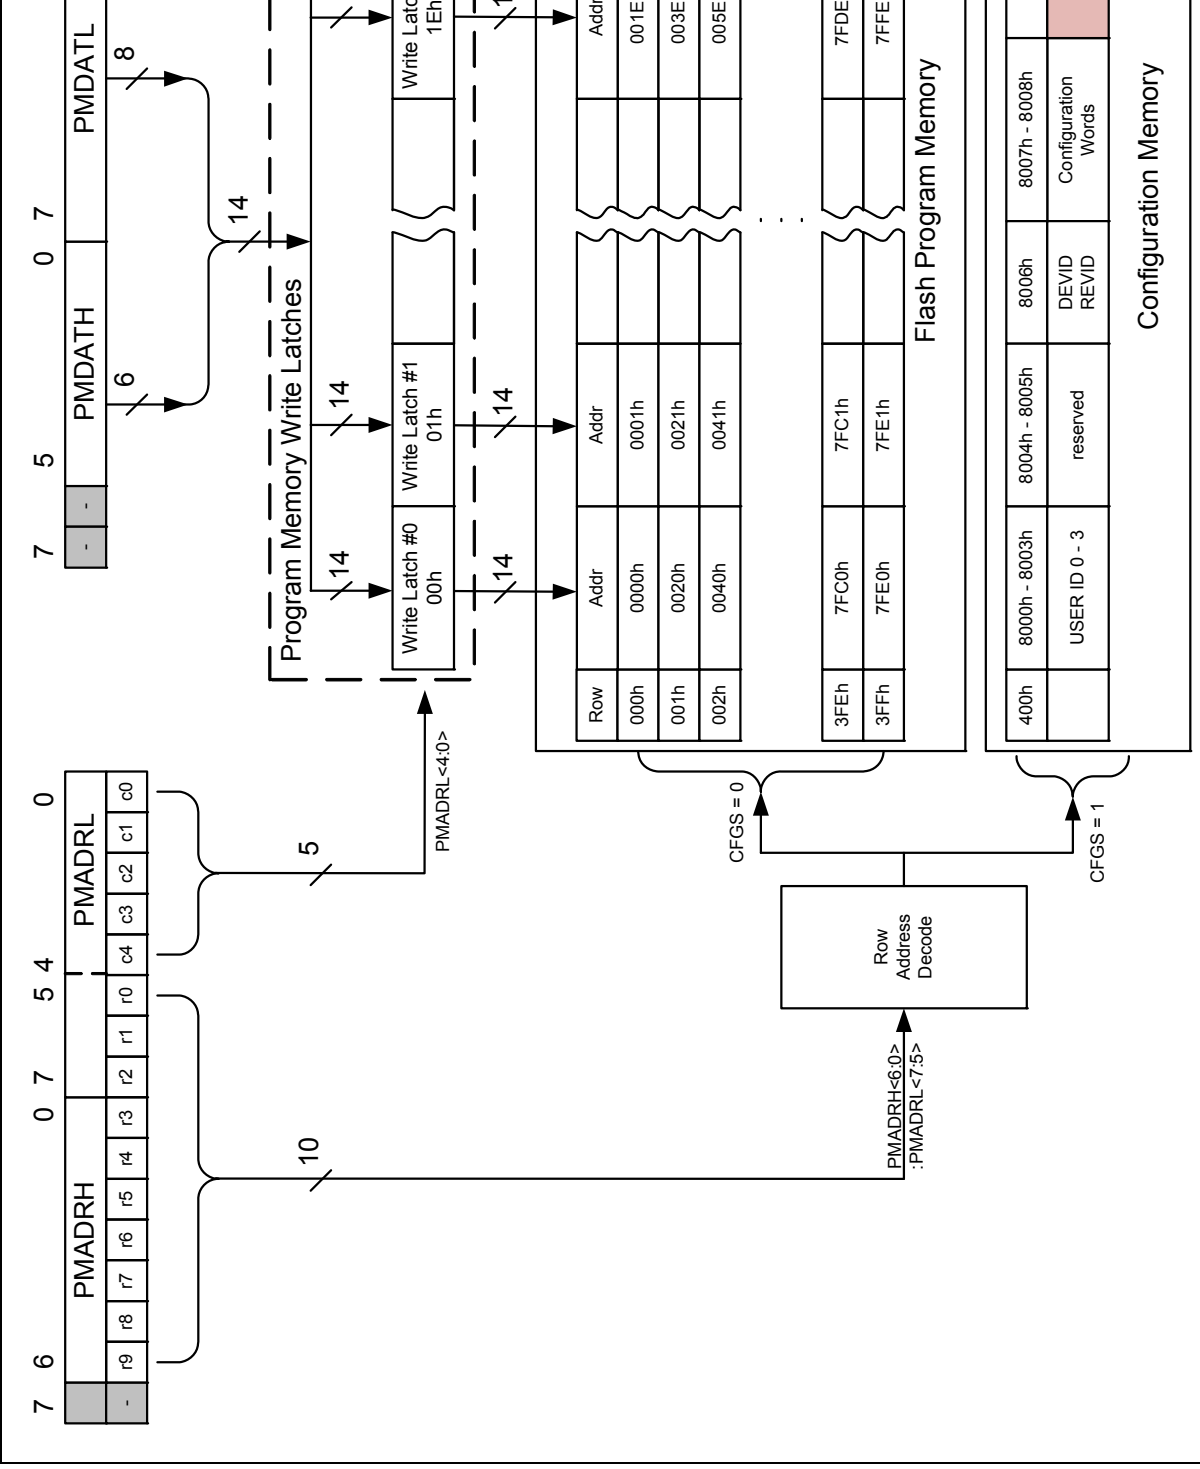 7 6 0 7 5 4 0 7 5 0 7
PMADRH PMADRL PMDATH PMDATL
- r9 r8 r7 r6 r5 r4 r3 r2 r1 r0 c4 c3 c2 c1 c0
- -
6 8
14
10 5
Program Memory Write Latches
14 14
Write Latch #0
00h
Write Latch #1
01h
Write Latc
1Eh
PMADRL<4:0>
14 14 1
Row Addr Addr Addr
000h 0000h 0001h 001E
001h 0020h 0021h 003E
002h 0040h 0041h 005E
. . .
3FEh 7FC0h 7FC1h 7FDE
3FFh 7FE0h 7FE1h 7FFE
CFGS = 0
Flash Program Memory
PMADRH<6:0>
:PMADRL<7:5>
Row
Address
Decode
400h 8000h - 8003h 8004h - 8005h 8006h 8007h - 8008h
USER ID 0 - 3
reserved
DEVID
REVID
Configuration
Words
CFGS = 1
Configuration Memory